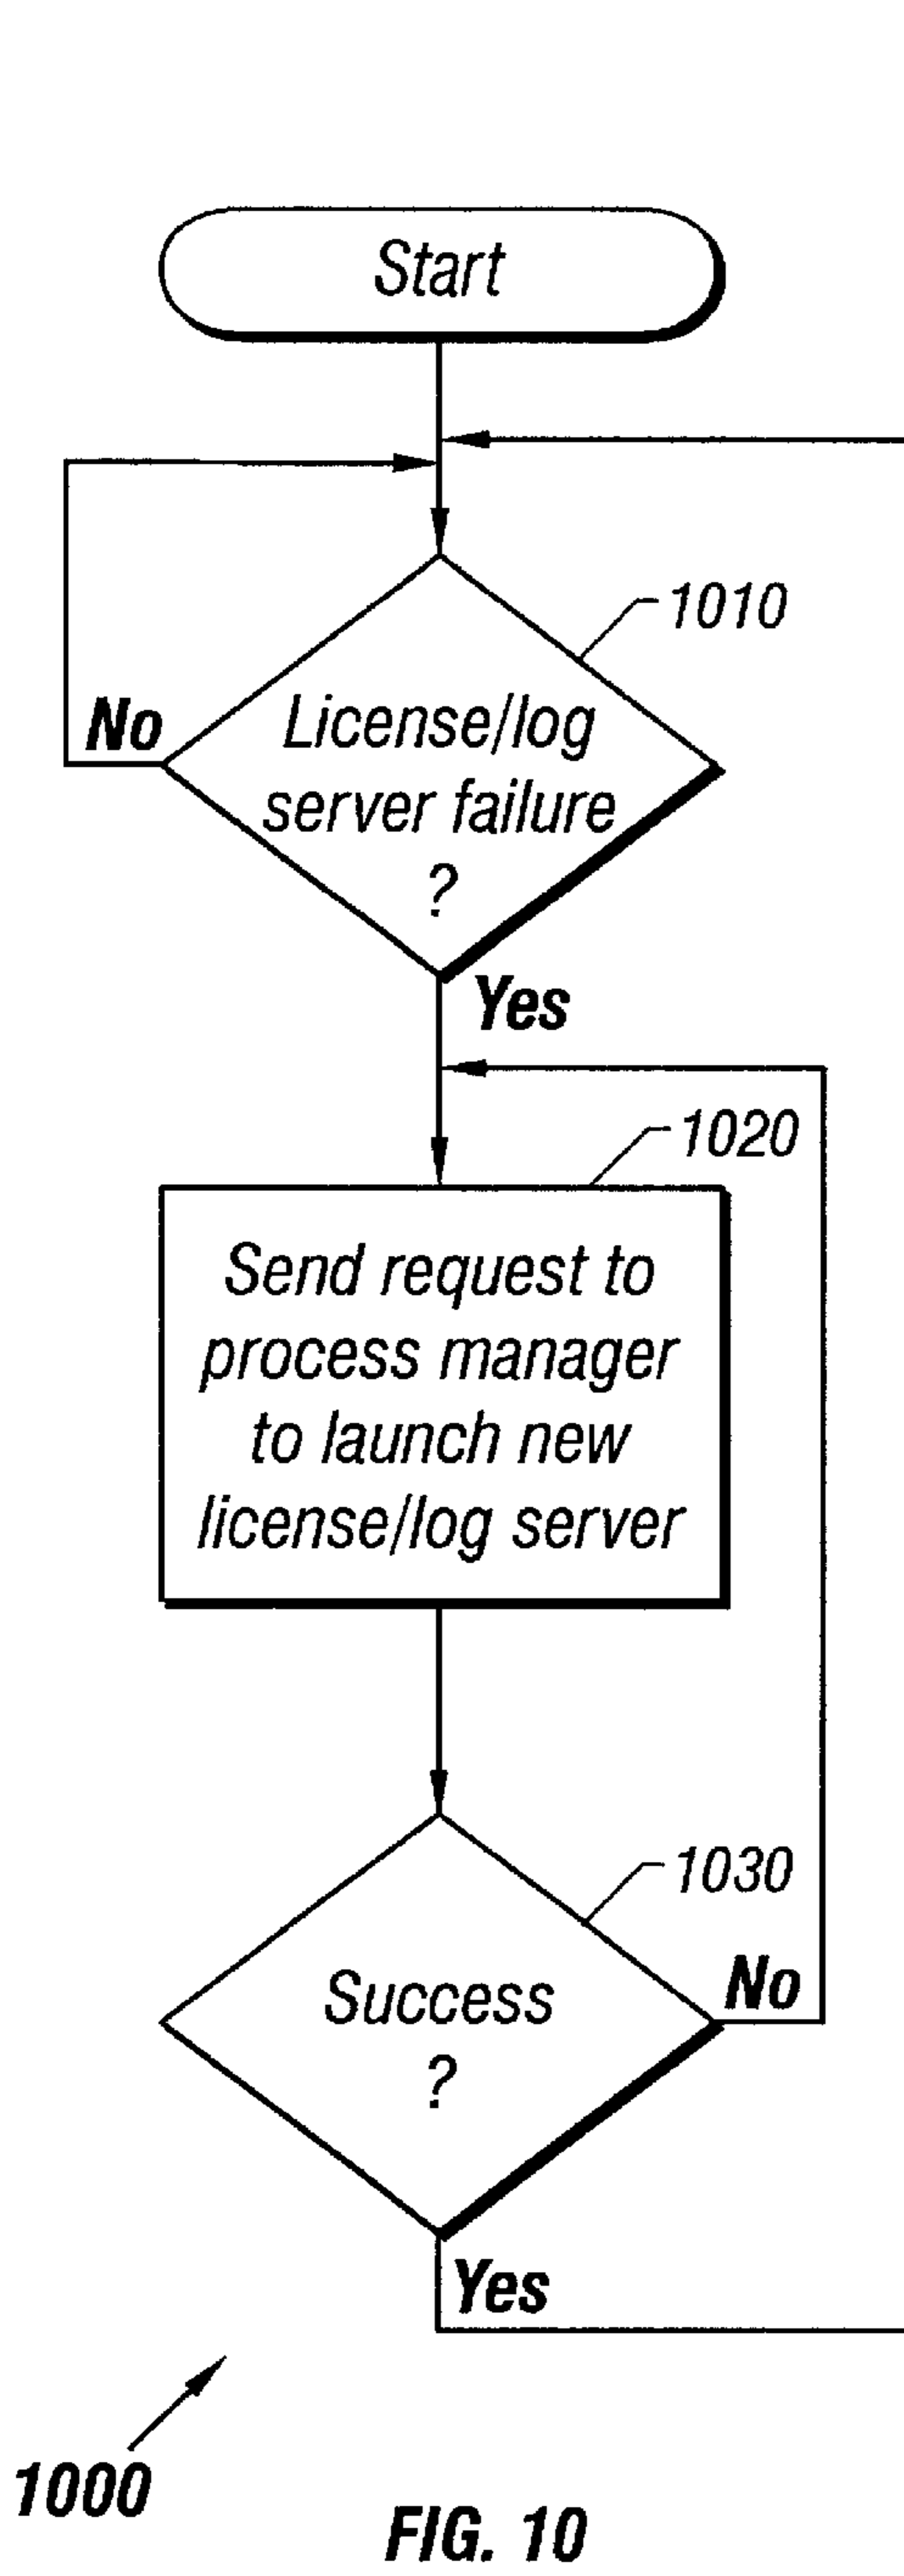 Start
1010
License/log
No
server failure
?
Yes
1020
Send request to
process manager
to launch new
license/log server
1030
Success
No
?
Yes
1000
FIG. 10